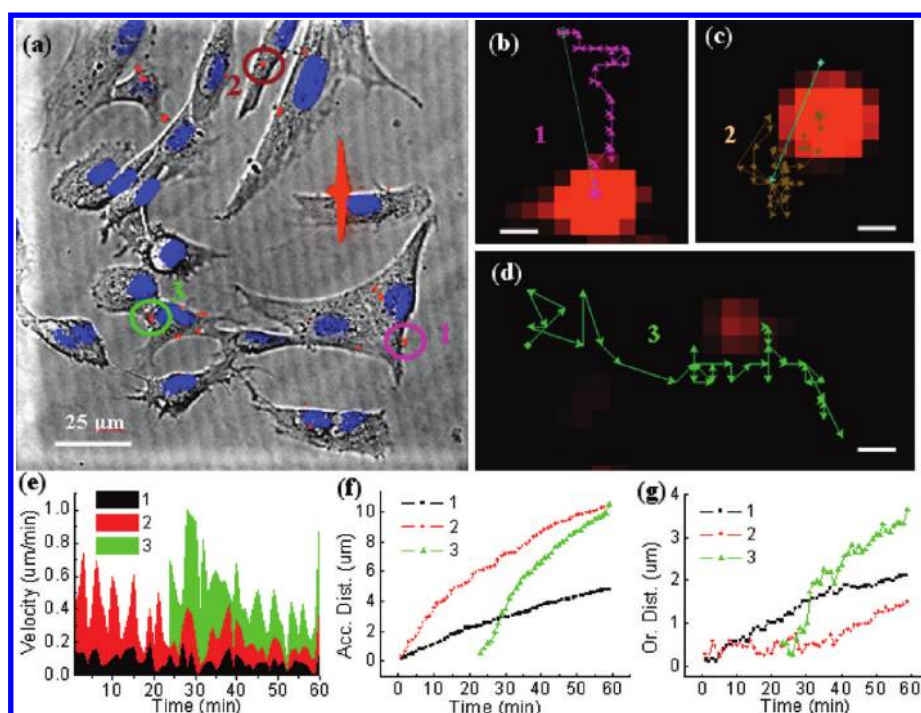 (a)
2
3
1
25 μm
(b)
1
(c)
2
(d)
3
(e)
Velocity (um/min)
1.0
0.8
0.6
0.4
0.2
0.0
1
2
3
10 20 30 40 50 60
Time (min)
(f)
Acc. Dist. (um)
10
8
6
4
2
0
1
2
3
0 10 20 30 40 50 60
Time (min)
(g)
Or. Dist. (um)
4
3
2
1
0
1
2
3
0 10 20 30 40 50 60
Time (min)